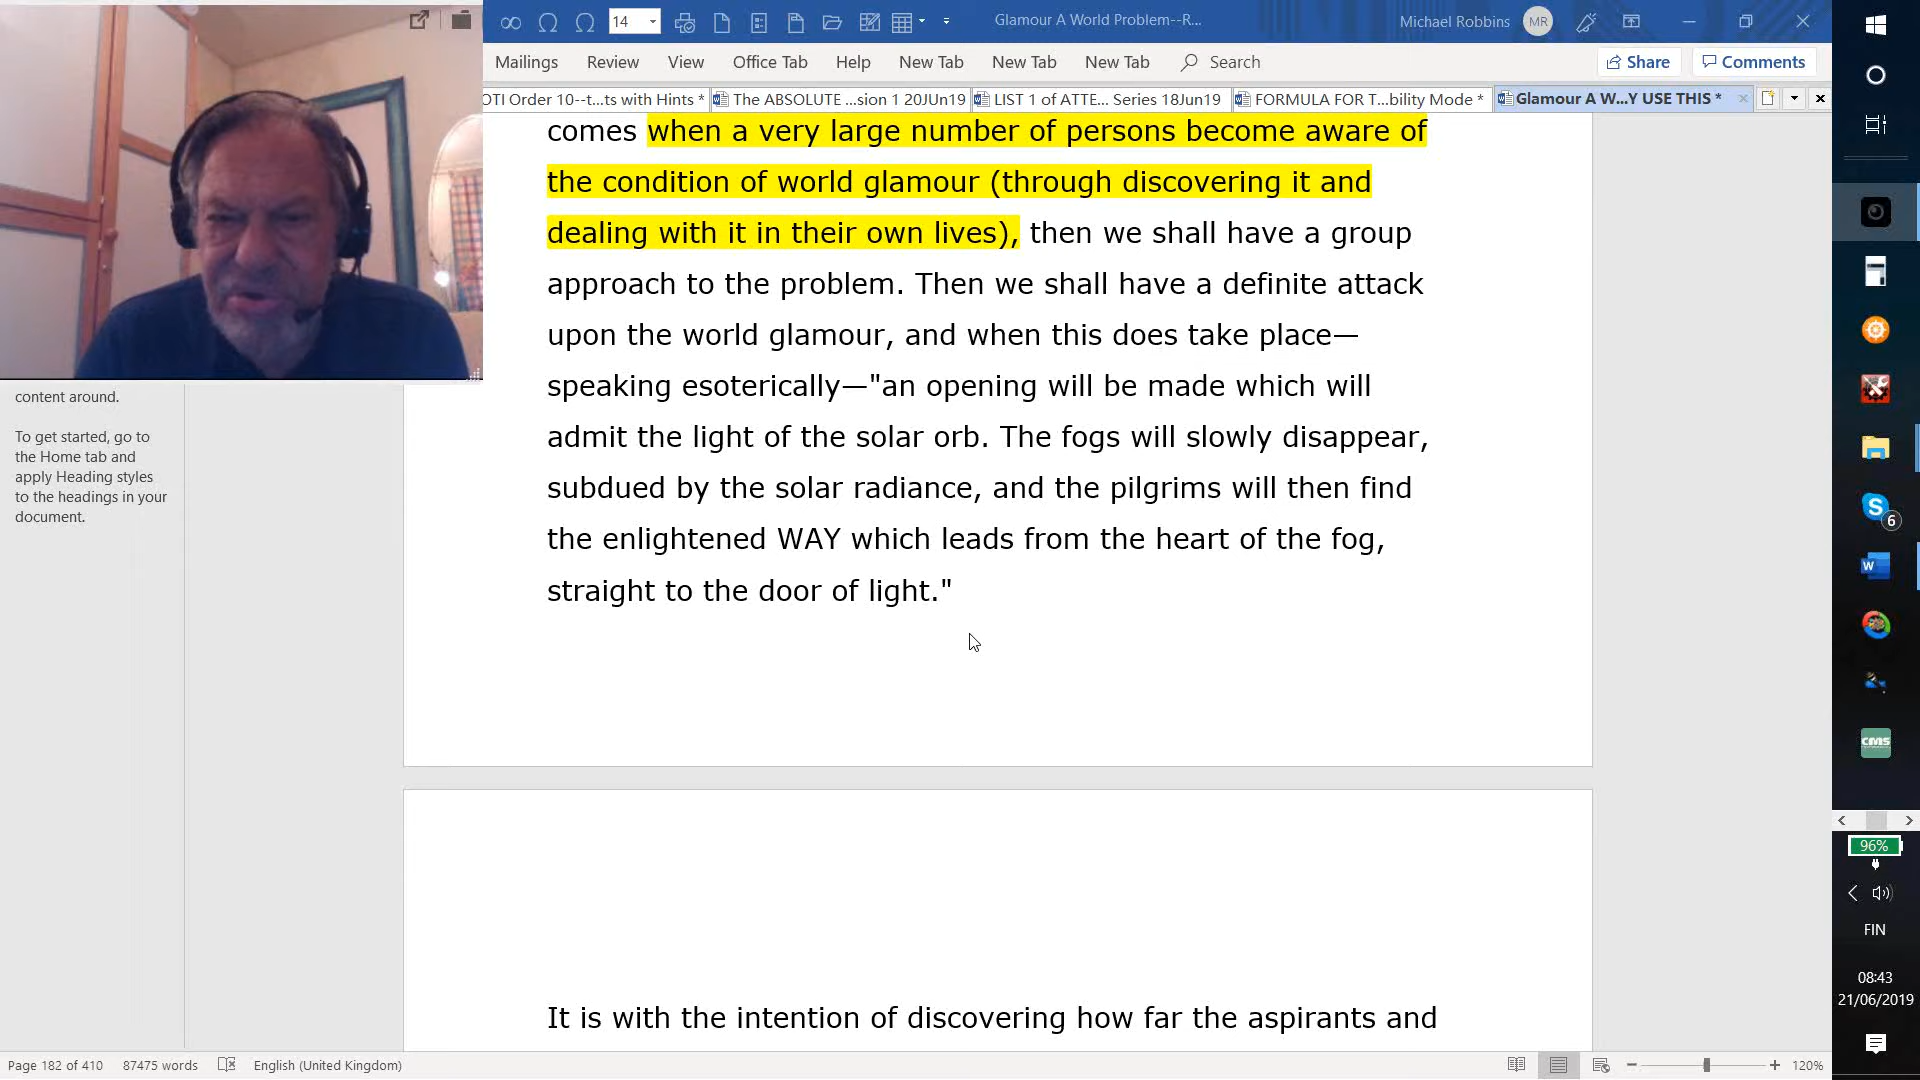 14
Glamour A World Problem--R...
Michael Robbins
MR
Mailings
Review
View
Office Tab
Help
New Tab
New Tab
New Tab
Search
Share
Comments
OTI Order 10--t...ts with Hints *
The ABSOLUTE ...sion 1 20JUn19
LIST 1 of ATTE... Series 18Jun19
FORMULA FOR T...bility Mode *
Glamour A W...Y USE THIS *
comes when a very large number of persons become aware of
the condition of world glamour (through discovering it and
dealing with it in their own lives), then we shall have a group
approach to the problem. Then we shall have a definite attack
upon the world glamour, and when this does take place—
speaking esoterically—"an opening will be made which will
admit the light of the solar orb. The fogs will slowly disappear,
subdued by the solar radiance, and the pilgrims will then find
the enlightened WAY which leads from the heart of the fog,
straight to the door of light."
It is with the intention of discovering how far the aspirants and
content around.
To get started, go to
the Home tab and
apply Heading styles
to the headings in your
document.
Page 182 of 410
87475 words
English (United Kingdom)
120%
S
6
W
CMS
96%
FIN
08:43
21/06/2019